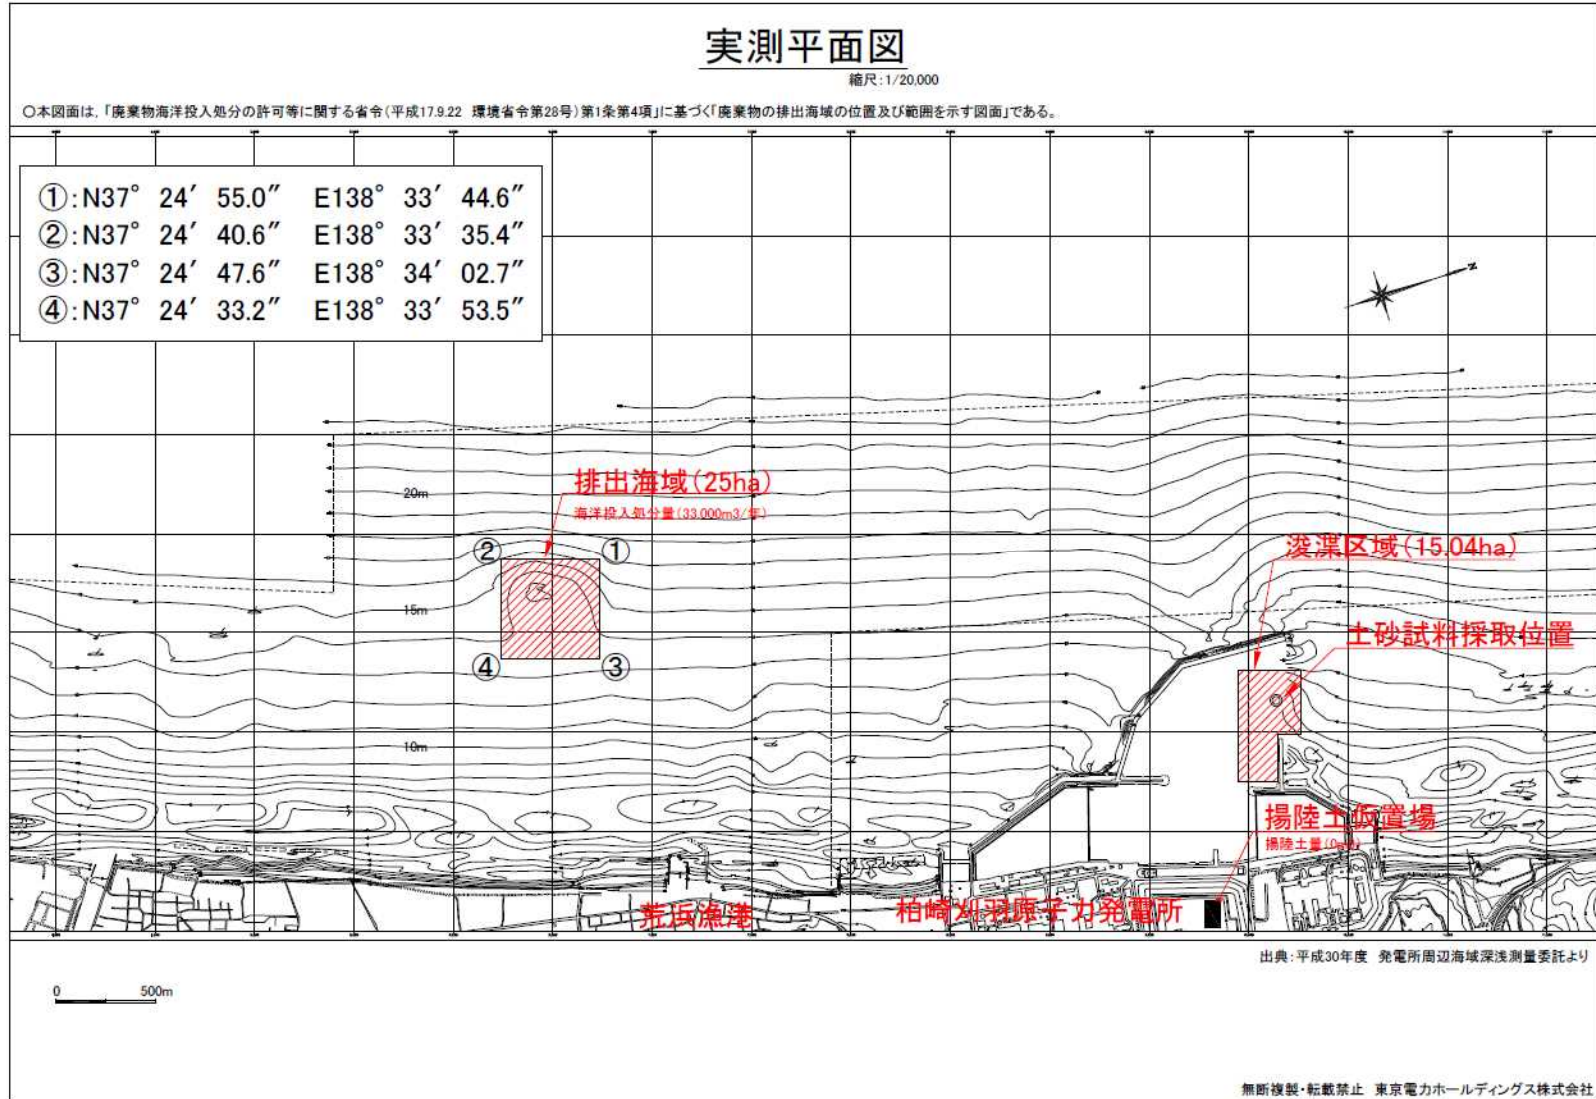 実測平面図
縮尺:1/20,000
○本図面は,「廃棄物海洋投入処分の許可等に関する省令(平成17.9.22 環境省令第28号)第1条第4項」に基づく「廃棄物の排出海域の位置及び範囲を示す図面」である。
①:N37° 24′ 55.0″ E138° 33′ 44.6″
②:N37° 24′ 40.6″ E138° 33′ 35.4″
③:N37° 24′ 47.6″ E138° 34′ 02.7″
④:N37° 24′ 33.2″ E138° 33′ 53.5″
N
排出海域(25ha)
20m
海洋投入処分量(33,000m3/年)
② ①
浚渫区域(15.04ha)
15m
土砂試料採取位置
④ ③
10m
揚陸土仮置場
揚陸土量
荒浜漁港
柏崎刈羽原子力発電所
出典:平成30年度 発電所周辺海域深浅測量委託より
0 500m
無断複製・転載禁止 東京電力ホールディングス株式会社